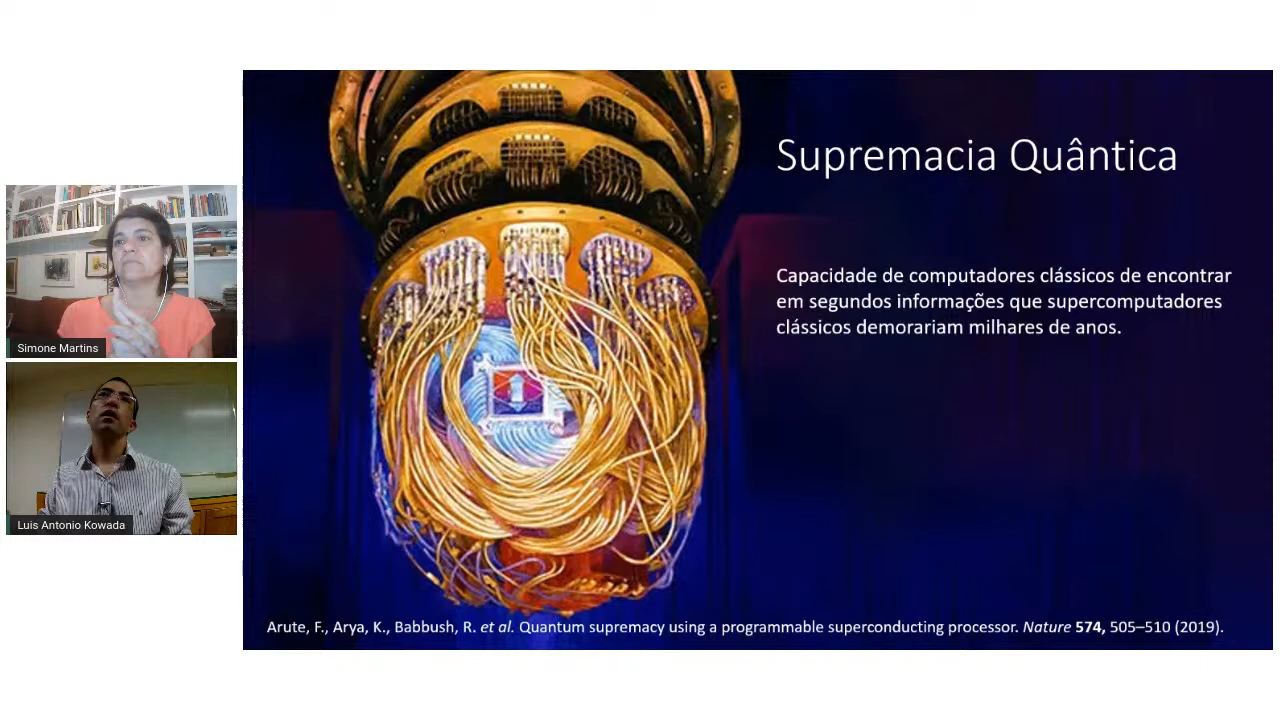 Supremacia Quântica
Capacidade de computadores clássicos de encontrar
em segundos informações que supercomputadores
clássicos demorariam milhares de anos.
Simone Martins
Luis Antonio Kowada
Arute, F., Arya, K., Babbush, R. et al. Quantum supremacy using a programmable superconducting processor. Nature 574, 505–510 (2019).